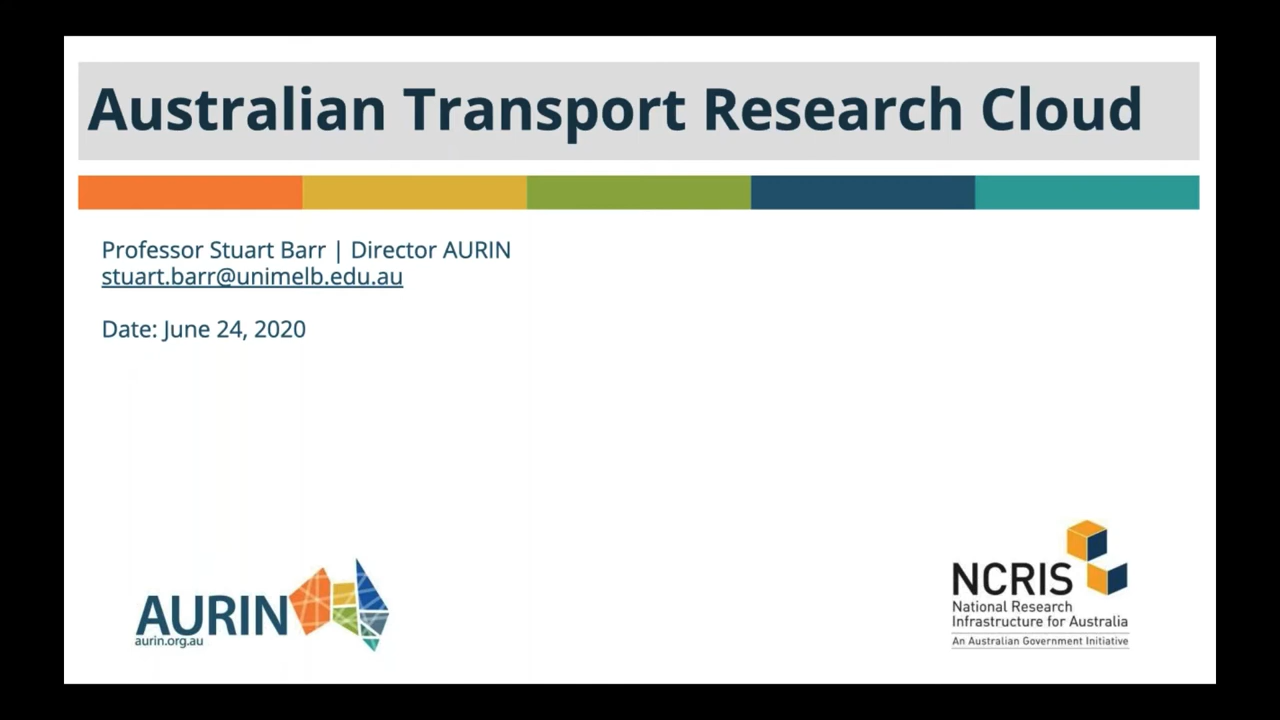 Australian Transport Research Cloud
Professor Stuart Barr | Director AURIN
stuart.barr@unimelb.edu.au
Date: June 24, 2020
AURIN
aurin.org.au
NCRIS
National Research
Infrastructure for Australia
An Australian Government Initiative